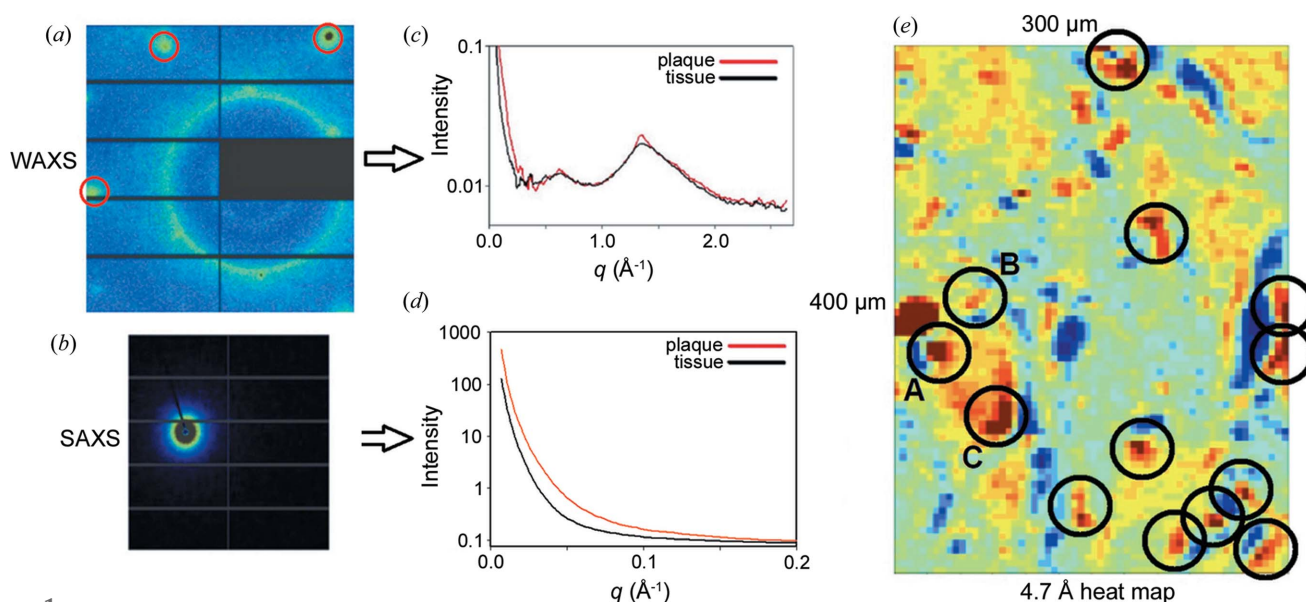 (a)
WAXS
(b)
SAXS
(c)
0.1
0.01
Intensity
plaque
tissue
0.0
1.0
2.0
q (Å-1)
(d)
1000
100
10
1
0.1
Intensity
plaque
tissue
0.1
0.2
q (Å-1)
(e)
300 µm
400 µm
B
A
C
4.7 Å heat map